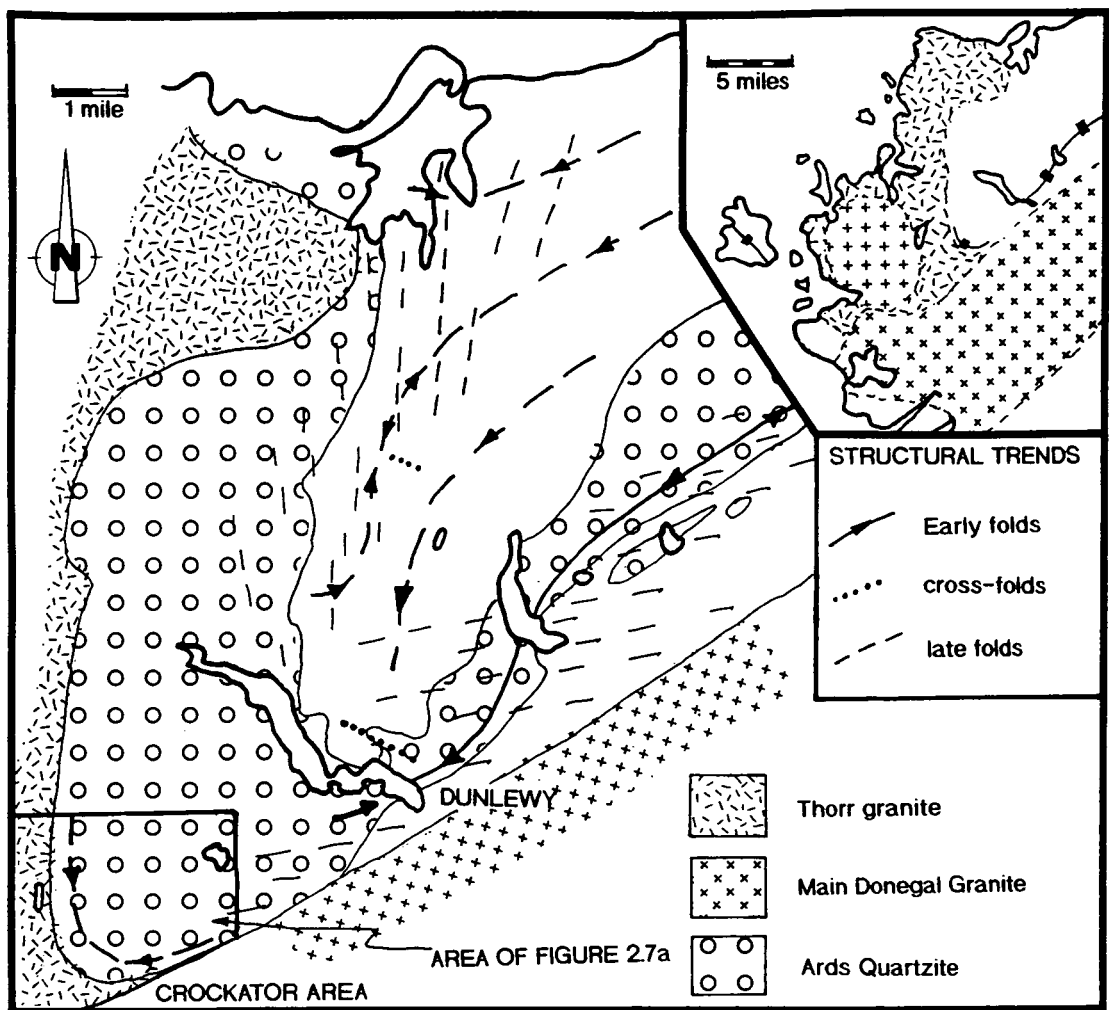 1 mile
5 miles
N
L
STRUCTURAL TRENDS
Early folds
cross-folds
late folds
DUNLEWY
Thorr granite
Main Donegal Granite
AREA OF FIGURE 2.7a
Ards Quartzite
CROCKATOR AREA